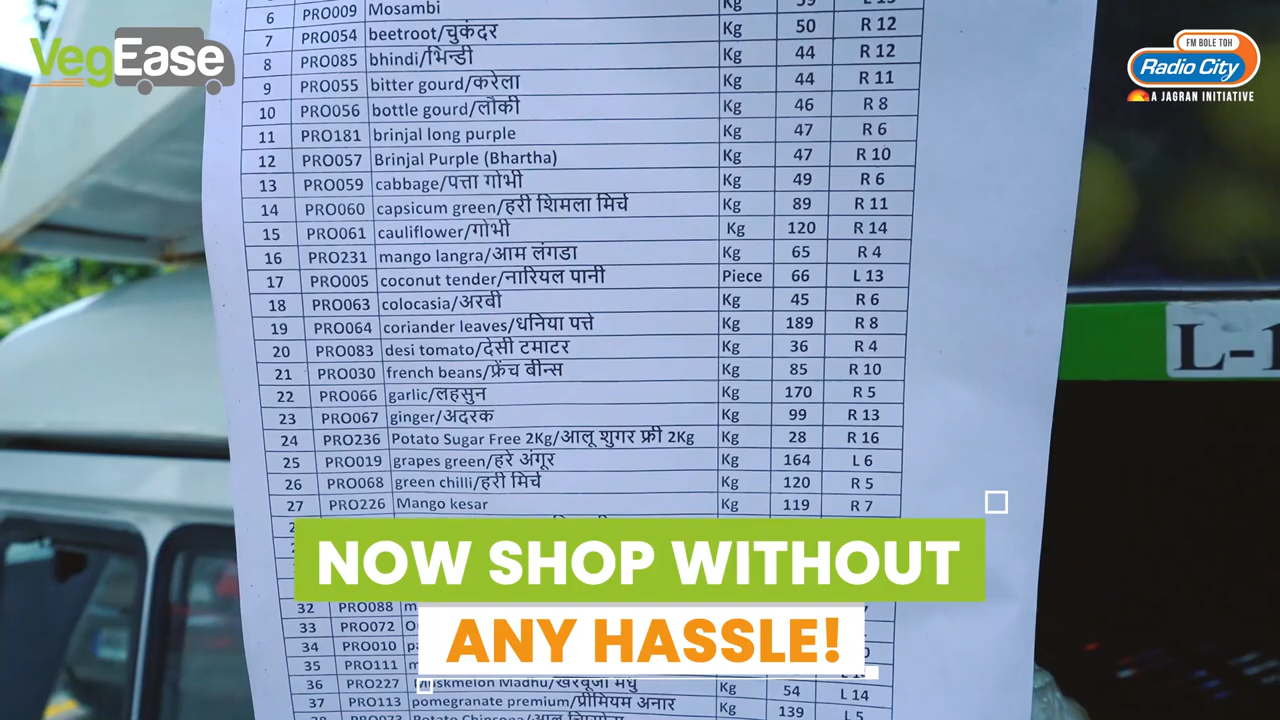 VegEase
FM BOLE TOH
Radio City
A JAGRAN INITIATIVE
6 PRO009 Mosambi Kg
7 PRO054 beetroot/चुकंदर Kg 50 R 12
8 PRO085 bhindi/भिन्डी Kg 44 R 12
9 PRO055 bitter gourd/करेला Kg 44 R 11
10 PRO056 bottle gourd/लौकी Kg 46 R 8
11 PRO181 brinjal long purple Kg 47 R 6
12 PRO057 Brinjal Purple (Bhartha) Kg 47 R 10
13 PRO059 cabbage/पत्ता गोभी Kg 49 R 6
14 PRO060 capsicum green/हरी शिमला मिर्च Kg 89 R 11
15 PRO061 cauliflower/गोभी Kg 120 R 14
16 PRO231 mango langra/आम लंगडा Kg 65 R 4
17 PRO005 coconut tender/नारियल पानी Piece 66 L 13
18 PRO063 colocasia/अरवी Kg 45 R 6
19 PRO064 coriander leaves/धनिया पत्ते Kg 189 R 8
20 PRO083 desi tomato/देसी टमाटर Kg 36 R 4
21 PRO030 french beans/फ्रेंच बीन्स Kg 85 R 10
22 PRO066 garlic/लहसुन Kg 170 R 5
23 PRO067 ginger/अदरक Kg 99 R 13
24 PRO236 Potato Sugar Free 2Kg/आलू शुगर फ्री 2Kg Kg 28 R 16
25 PRO019 grapes green/हरे अंगूर Kg 164 L 6
26 PRO068 green chilli/हरी मिर्च Kg 120 R 5
27 PRO226 Mango kesar Kg 119 R 7
NOW SHOP WITHOUT
ANY HASSLE!
32 PRO088
33 PRO072
34 PRO010
35 PRO111
36 PRO227 Muskmelon Madhu/खरबूजा मधु Kg 54 L 14
37 PRO113 pomegranate premium/प्रीमियम अनार Kg 139 L 5